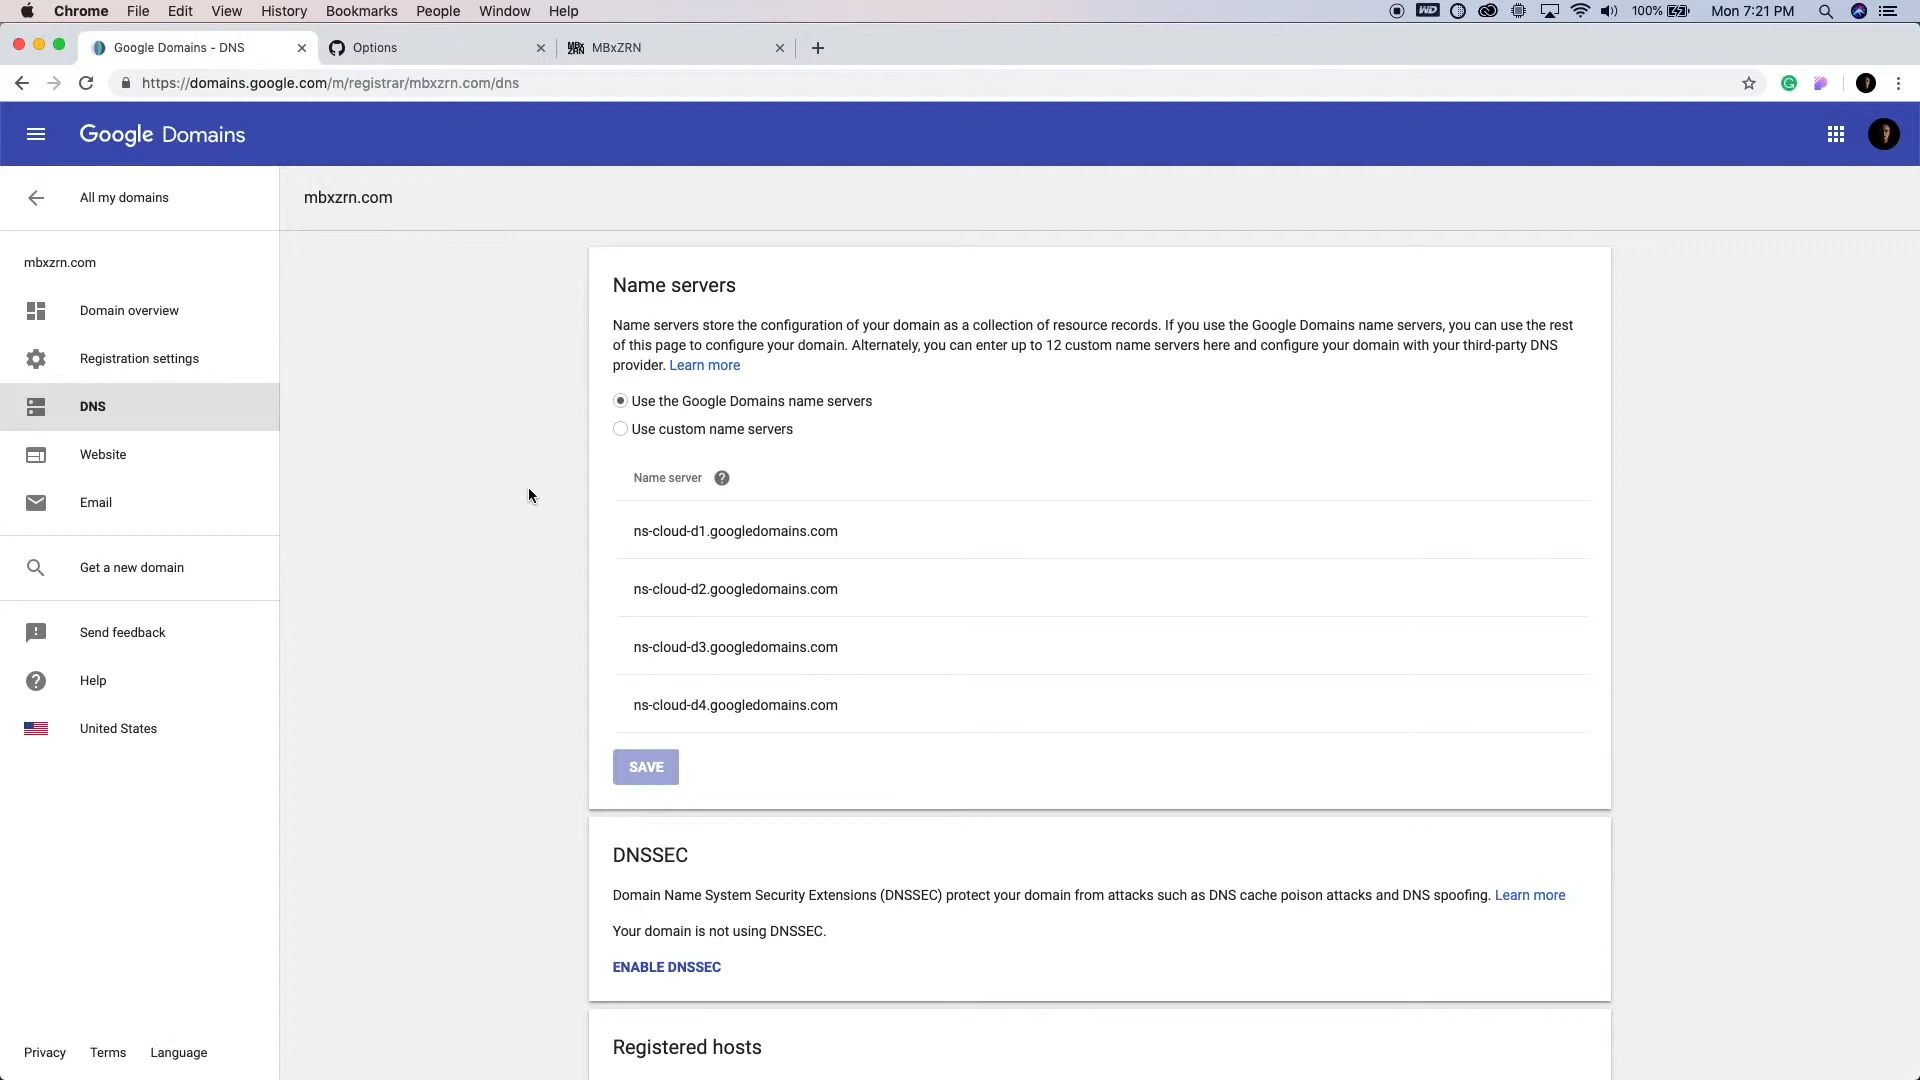 Chrome File Edit View History Bookmarks People Window Help
WD 100% Mon 7:21 PM
Google Domains - DNS
Options
MBxZRN
https://domains.google.com/m/registrar/mbxzrn.com/dns
Google Domains
All my domains
mbxzrn.com
mbxzrn.com
Domain overview
Registration settings
DNS
Website
Email
Get a new domain
Send feedback
Help
United States
Privacy Terms Language
Name servers
Name servers store the configuration of your domain as a collection of resource records. If you use the Google Domains name servers, you can use the rest
of this page to configure your domain. Alternately, you can enter up to 12 custom name servers here and configure your domain with your third-party DNS
provider. Learn more
Use the Google Domains name servers
Use custom name servers
Name server
ns-cloud-d1.googledomains.com
ns-cloud-d2.googledomains.com
ns-cloud-d3.googledomains.com
ns-cloud-d4.googledomains.com
SAVE
DNSSEC
Domain Name System Security Extensions (DNSSEC) protect your domain from attacks such as DNS cache poison attacks and DNS spoofing. Learn more
Your domain is not using DNSSEC.
ENABLE DNSSEC
Registered hosts